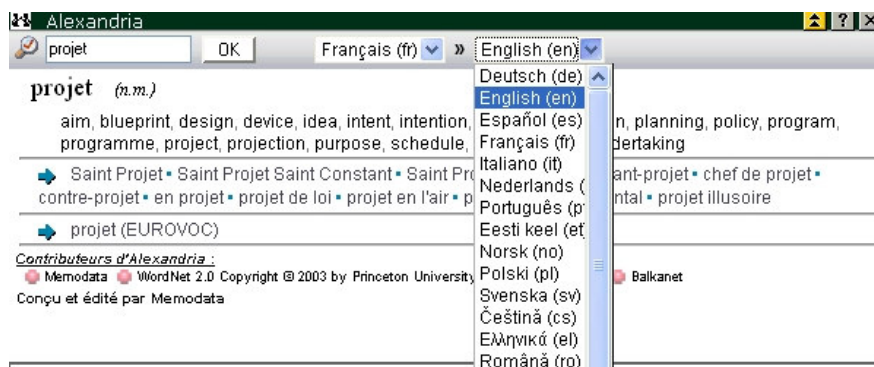 Alexandria
projet OK Français (fr) » English (en)
Deutsch (de)
English (en)
Español (es)
Français (fr)
Italiano (it)
Nederlands (
Português (p
Eesti keel (et
Norsk (no)
Polski (pl)
Svenska (sv)
Čeština (cs)
Ελληνικά (el)
Română (ro)
projet (n.m.)
aim, blueprint, design, device, idea, intent, intention, n, planning, policy, program,
programme, project, projection, purpose, schedule, dertaking
Saint Projet ▪ Saint Projet Saint Constant ▪ Saint Pro ant-projet ▪ chef de projet ▪
contre-projet ▪ en projet ▪ projet de loi ▪ projet en l'air ▪ p ntal ▪ projet illusoire
projet (EUROVOC)
Contributeurs d'Alexandria :
Memodata WordNet 2.0 Copyright © 2003 by Princeton University Balkanet
Conçu et édité par Memodata